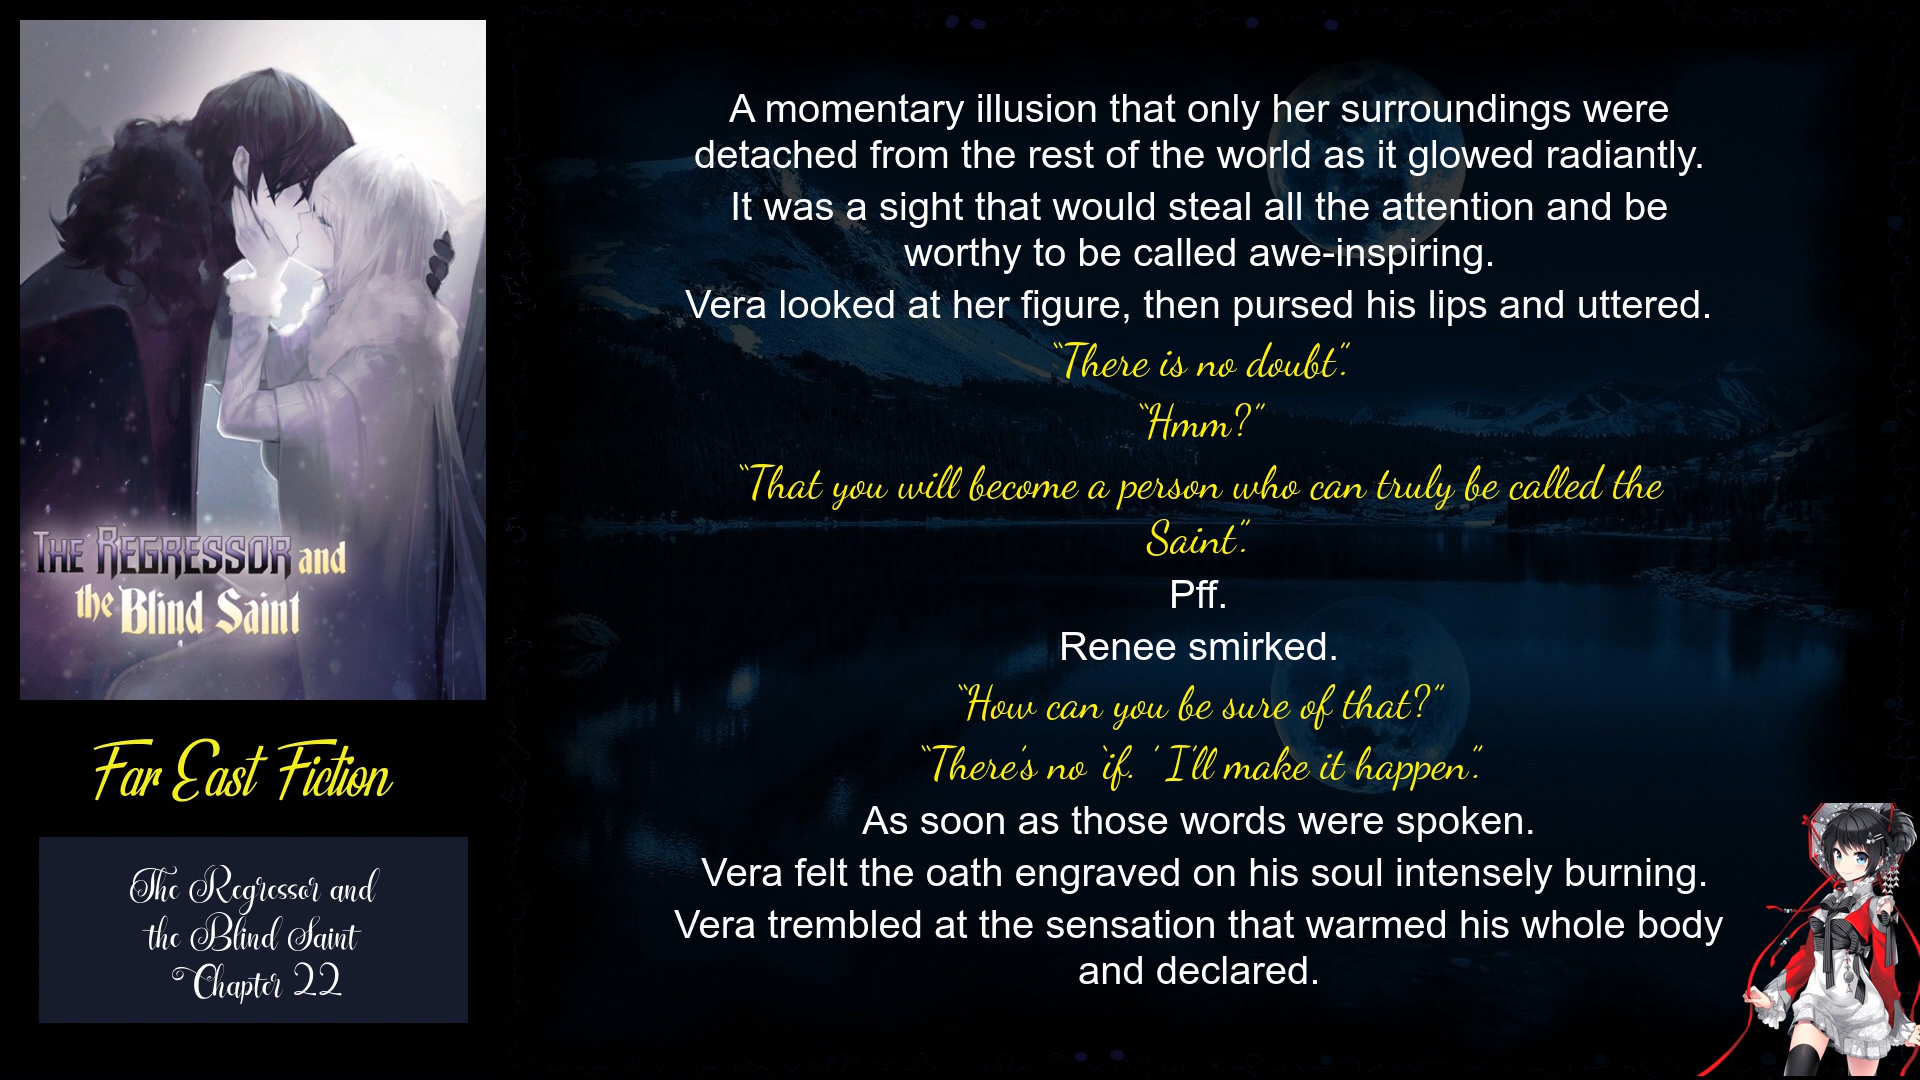 THE REGRESSOR and
the Blind Saint
Far East Fiction
The Regressor and
the Blind Saint
Chapter 22
A momentary illusion that only her surroundings were
detached from the rest of the world as it glowed radiantly.
It was a sight that would steal all the attention and be
worthy to be called awe-inspiring.
Vera looked at her figure, then pursed his lips and uttered.
“There is no doubt”.
“Hmm?”
“That you will become a person who can truly be called the
Saint”.
Pff.
Renee smirked.
“How can you be sure of that?”
“There’s no ‘if. ’ I’ll make it happen”.
As soon as those words were spoken.
Vera felt the oath engraved on his soul intensely burning.
Vera trembled at the sensation that warmed his whole body
and declared.